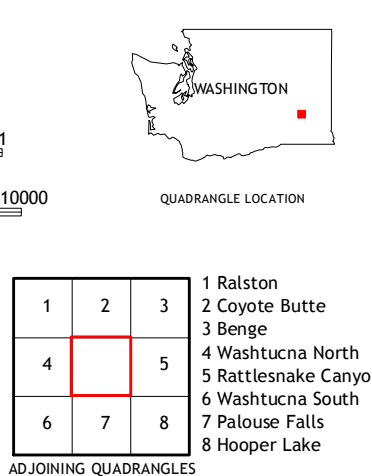 WASHINGTON
1
10000
QUADRANGLE LOCATION
1 2 3
4 5
6 7 8
1 Ralston
2 Coyote Butte
3 Benge
4 Washtucna North
5 Rattlesnake Canyo
6 Washtucna South
7 Palouse Falls
8 Hooper Lake
ADJOINING QUADRANGLES